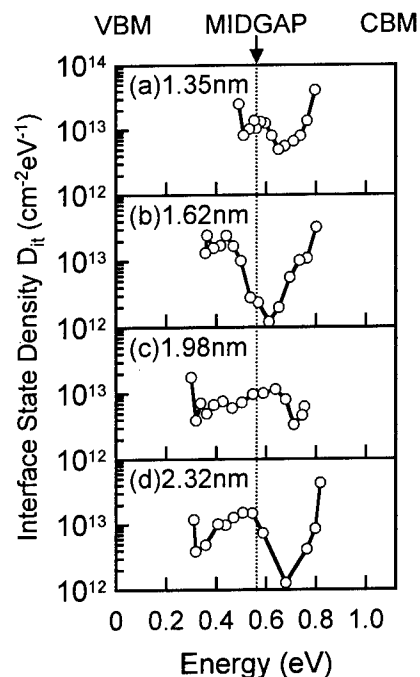 VBM MIDGAP CBM
10^14
(a)1.35nm
10^13
10^12
(b)1.62nm
10^13
10^12
(c)1.98nm
10^13
10^12
(d)2.32nm
10^13
10^12
0 0.2 0.4 0.6 0.8 1.0
Energy (eV)
Interface State Density D_it (cm^-2eV^-1)